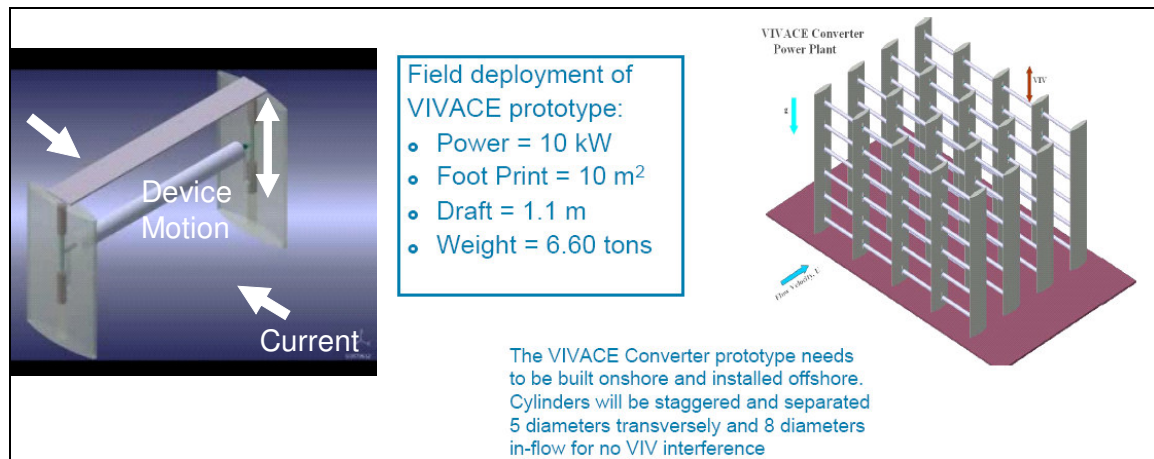 Device
Motion
Current
Field deployment of
VIVACE prototype:
Power = 10 kW
Foot Print = 10 m²
Draft = 1.1 m
Weight = 6.60 tons
VIVACE Converter
Power Plant
VIV
g
Flow Velocity, U
The VIVACE Converter prototype needs
to be built onshore and installed offshore.
Cylinders will be staggered and separated
5 diameters transversely and 8 diameters
in-flow for no VIV interference